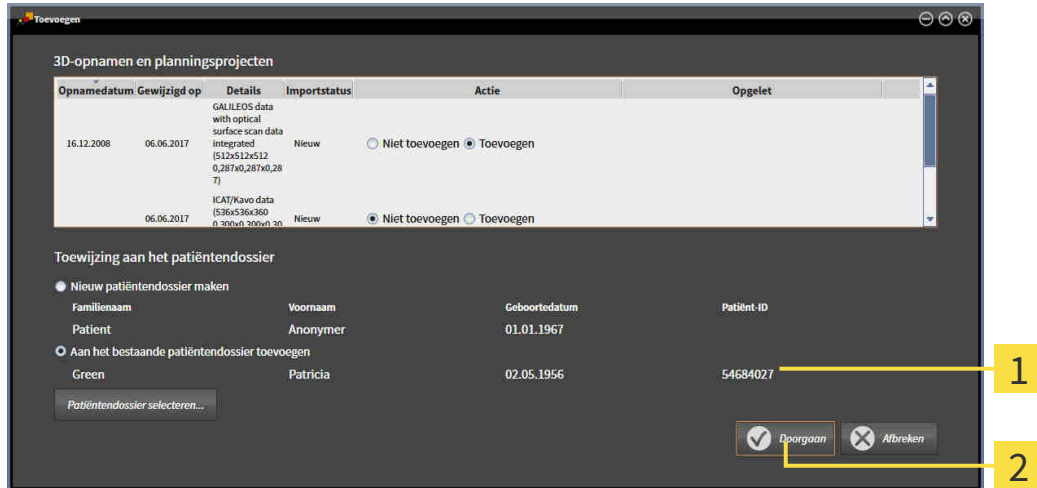 Toevoegen
3D-opnamen en planningsprojecten
Opnamedatum Gewijzigd op Details Importstatus Actie Opgelet
GALILEOS data
with optical
surface scan data
16.12.2008 06.06.2017 integrated Nieuw Niet toevoegen Toevoegen
(512x512x512
0,287x0,287x0,28
7)
ICAT/Kavo data
(536x536x360
06.06.2017 0,300x0,300x0,30 Nieuw Niet toevoegen Toevoegen
Toewijzing aan het patiëntendossier
Nieuw patiëntendossier maken
Familienaam Voornaam Geboortedatum Patiënt-ID
Patient Anonymer 01.01.1967
Aan het bestaande patiëntendossier toevoegen
Green Patricia 02.05.1956 54684027
1
Patiëntendossier selecteren...
Doorgaan Afbreken
2